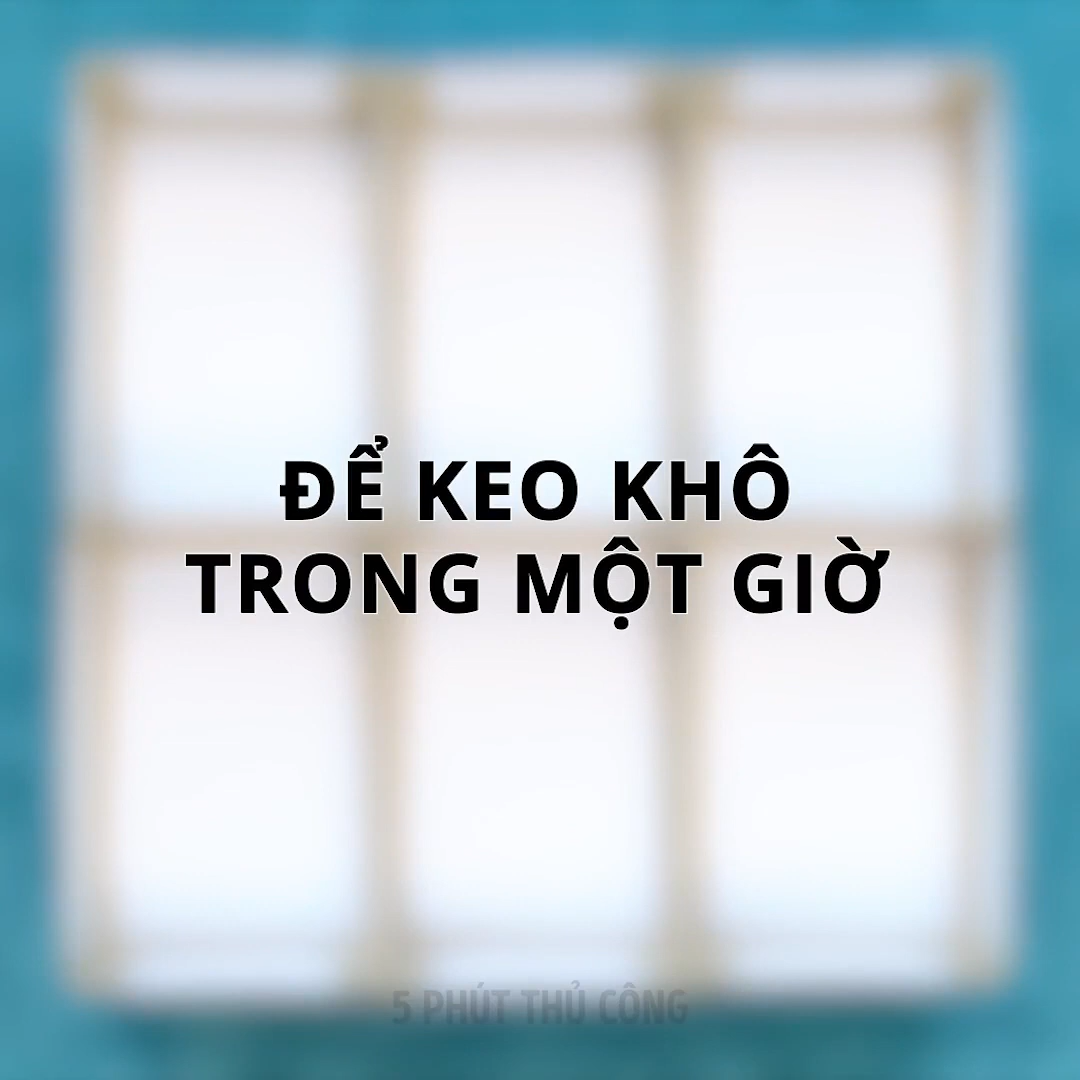 ĐỂ KEO KHÔ
TRONG MỘT GIỜ
5 PHÚT THỦ CÔNG